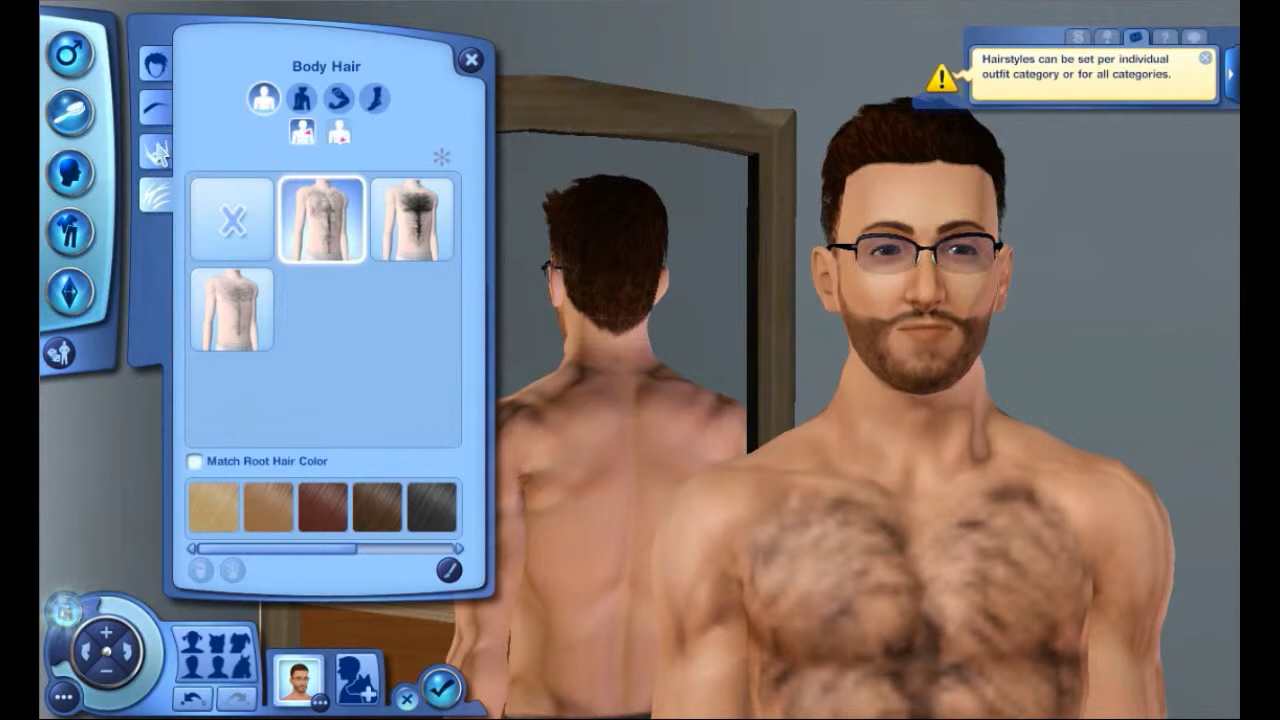 Body Hair
Hairstyles can be set per individual
outfit category or for all categories.
Match Root Hair Color